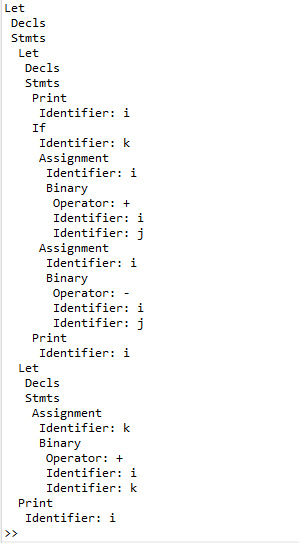 Let
 Decls
 Stmts
  Let
   Decls
   Stmts
    Print
     Identifier: i
    If
     Identifier: k
     Assignment
      Identifier: i
      Binary
       Operator: +
       Identifier: i
       Identifier: j
     Assignment
      Identifier: i
      Binary
       Operator: -
       Identifier: i
       Identifier: j
    Print
     Identifier: i
  Let
   Decls
   Stmts
    Assignment
     Identifier: k
     Binary
      Operator: +
      Identifier: i
      Identifier: k
  Print
   Identifier: i
>>